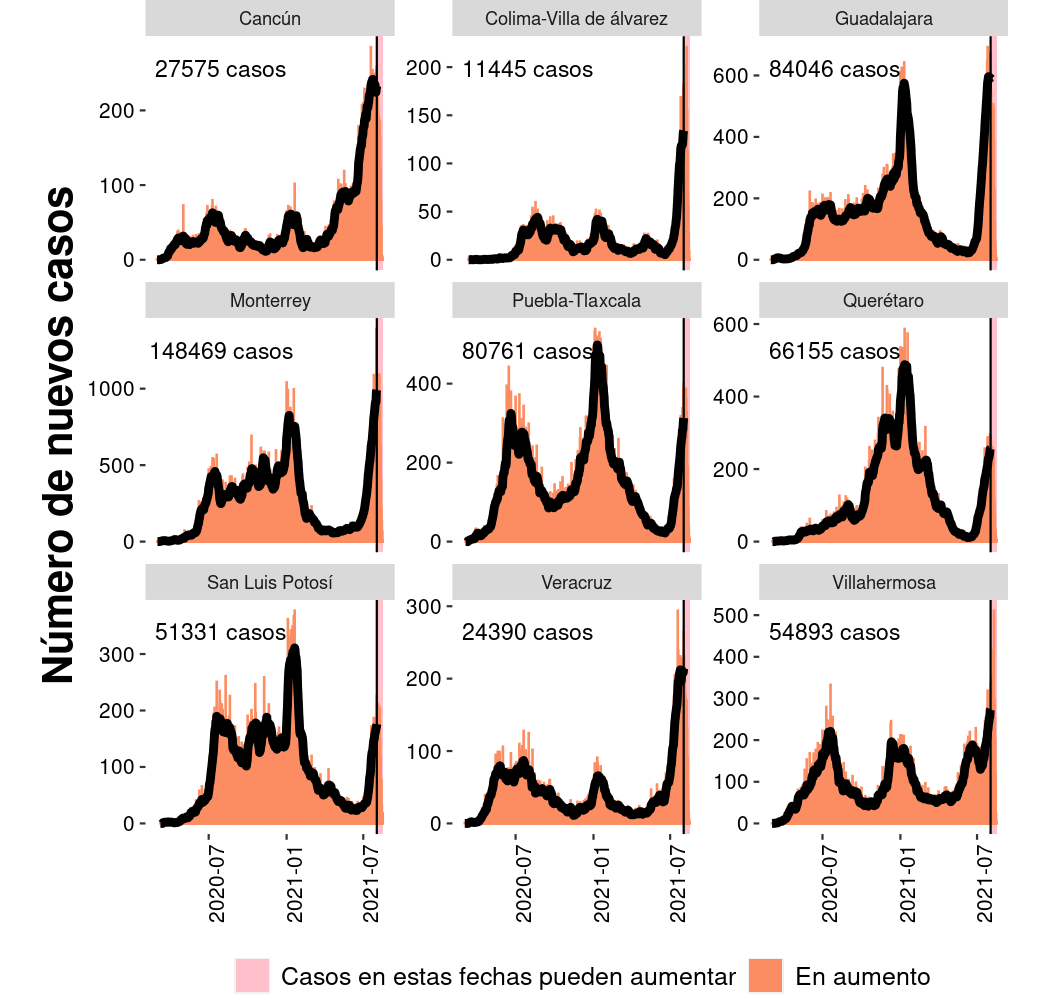 Número de nuevos casos
Cancún
27575 casos
200
100
0
Colima-Villa de álvarez
11445 casos
200
150
100
50
0
Guadalajara
84046 casos
600
400
200
0
Monterrey
148469 casos
1000
500
0
Puebla-Tlaxcala
80761 casos
400
200
0
Querétaro
66155 casos
600
400
200
0
San Luis Potosí
51331 casos
300
200
100
0
2020-07
2021-01
2021-07
Veracruz
24390 casos
300
200
100
0
2020-07
2021-01
2021-07
Villahermosa
54893 casos
500
400
300
200
100
0
2020-07
2021-01
2021-07
Casos en estas fechas pueden aumentar
En aumento